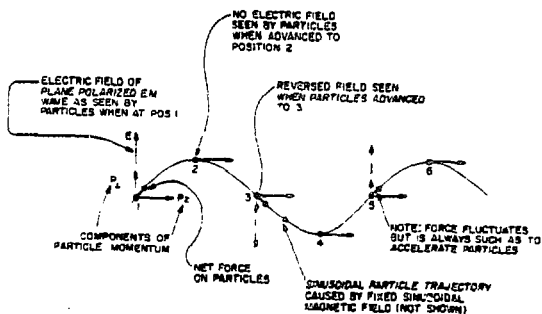 NO ELECTRIC FIELD
SEEN BY PARTICLES
WHEN ADVANCED TO
POSITION 2
ELECTRIC FIELD OF
PLANE POLARIZED EM
WAVE AS SEEN BY
PARTICLES WHEN AT POS 1
REVERSED FIELD SEEN
WHEN PARTICLES ADVANCED
TO 3
E
P⊥
2
Pz
3
4
5
6
COMPONENTS OF
PARTICLE MOMENTUM
NET FORCE
ON PARTICLES
NOTE: FORCE FLUCTUATES
BUT IS ALWAYS SUCH AS TO
ACCELERATE PARTICLES
SINUSOIDAL PARTICLE TRAJECTORY
CAUSED BY FIXED SINUSOIDAL
MAGNETIC FIELD (NOT SHOWN)